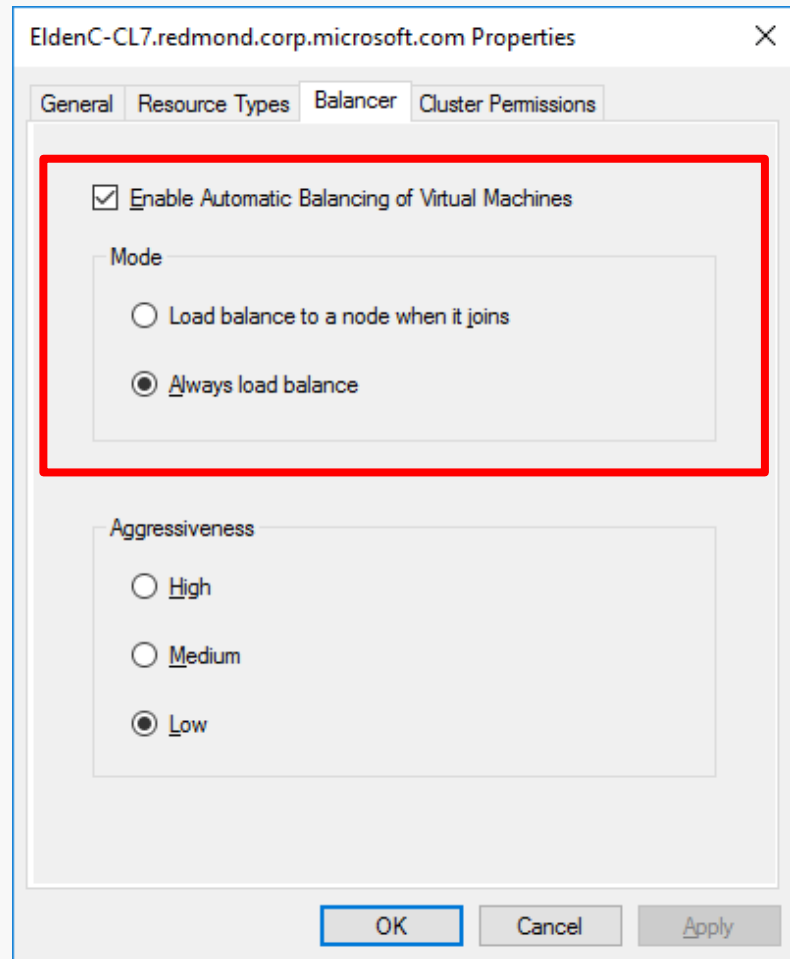 EldenC-CL7.redmond.corp.microsoft.com Properties
General Resource Types Balancer Cluster Permissions
Enable Automatic Balancing of Virtual Machines
Mode
Load balance to a node when it joins
Always load balance
Aggressiveness
High
Medium
Low
OK Cancel Apply